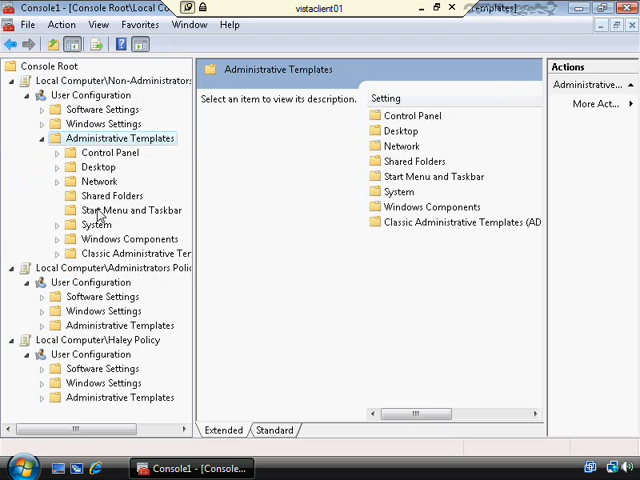 Console1 - [Console Root\Local C
vistaclient01
Templates]
File Action View Favorites Window Help
Console Root
Local Computer\Non-Administrators
User Configuration
Software Settings
Windows Settings
Administrative Templates
Control Panel
Desktop
Network
Shared Folders
Start Menu and Taskbar
System
Windows Components
Classic Administrative Ter
Local Computer\Administrators Polic
User Configuration
Software Settings
Windows Settings
Administrative Templates
Local Computer\Haley Policy
User Configuration
Software Settings
Windows Settings
Administrative Templates
Administrative Templates
Select an item to view its description.
Setting
Control Panel
Desktop
Network
Shared Folders
Start Menu and Taskbar
System
Windows Components
Classic Administrative Templates (AD
Extended Standard
Actions
Administrative...
More Act...
Console1 - [Console...